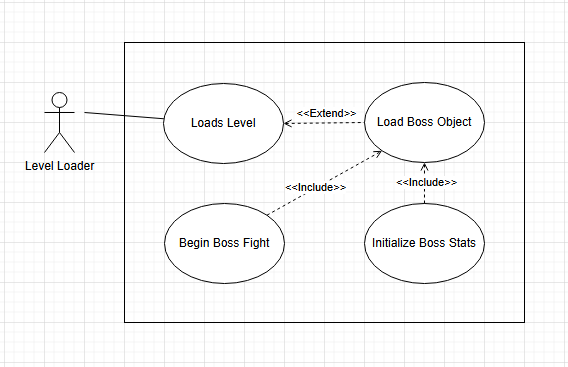 Loads Level
<<Extend>>
Load Boss Object
Level Loader
<<Include>>
<<Include>>
Begin Boss Fight
Initialize Boss Stats